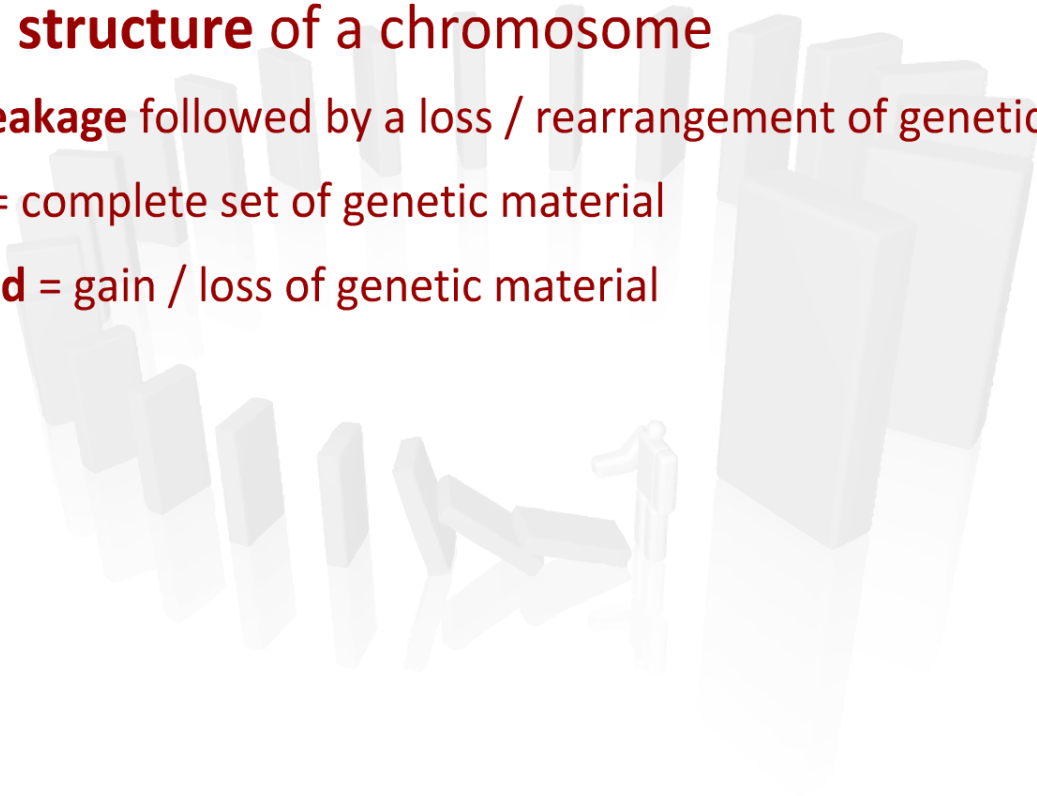 structure of a chromosome
eakage followed by a loss / rearrangement of genetic
= complete set of genetic material
d = gain / loss of genetic material